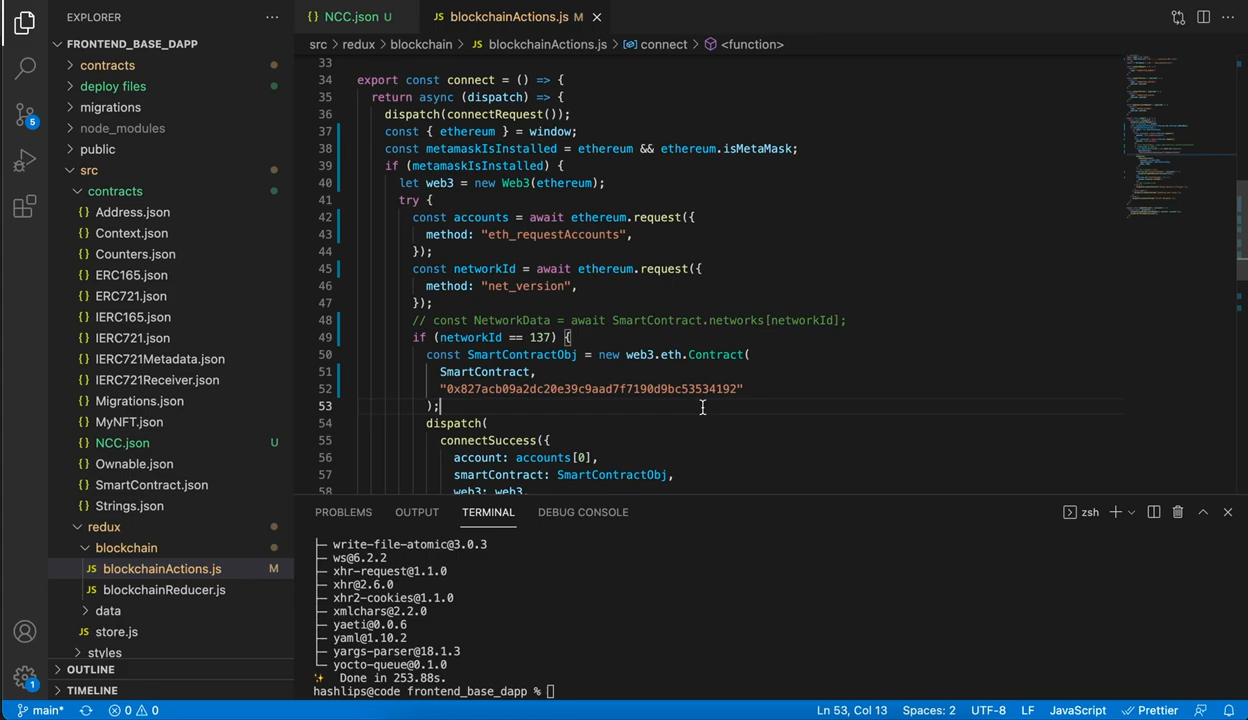 EXPLORER
FRONTEND_BASE_DAPP
contracts
deploy files
migrations
node_modules
public
src
contracts
{} Address.json
{} Context.json
{} Counters.json
{} ERC165.json
{} ERC721.json
{} IERC165.json
{} IERC721.json
{} IERC721Metadata.json
{} IERC721Receiver.json
{} Migrations.json
{} MyNFT.json
{} NCC.json U
{} Ownable.json
{} SmartContract.json
{} Strings.json
redux
blockchain
JS blockchainActions.js M
JS blockchainReducer.js
data
JS store.js
styles
OUTLINE
TIMELINE
5
1
{} NCC.json U
JS blockchainActions.js M
src > redux > blockchain > JS blockchainActions.js > connect > <function>
33
34 export const connect = () => {
35 return async (dispatch) => {
36 dispatch(connectRequest());
37 const { ethereum } = window;
38 const metamaskIsInstalled = ethereum && ethereum.isMetaMask;
39 if (metamaskIsInstalled) {
40 let web3 = new Web3(ethereum);
41 try {
42 const accounts = await ethereum.request({
43 method: "eth_requestAccounts",
44 });
45 const networkId = await ethereum.request({
46 method: "net_version",
47 });
48 // const NetworkData = await SmartContract.networks[networkId];
49 if (networkId == 137) {
50 const SmartContractObj = new web3.eth.Contract(
51 SmartContract,
52 "0x827acb09a2dc20e39c9aad7f7190d9bc53534192"
53 );
54 dispatch(
55 connectSuccess({
56 account: accounts[0],
57 smartContract: SmartContractObj,
58 web3: web3,
PROBLEMS OUTPUT TERMINAL DEBUG CONSOLE zsh
├─ write-file-atomic@3.0.3
├─ ws@6.2.2
├─ xhr-request@1.1.0
├─ xhr@2.6.0
├─ xhr2-cookies@1.1.0
├─ xmlchars@2.2.0
├─ yaeti@0.0.6
├─ yaml@1.10.2
├─ yargs-parser@18.1.3
└─ yocto-queue@0.1.0
✨ Done in 253.88s.
hashlips@code frontend_base_dapp %
main* 0 0 Ln 53, Col 13 Spaces: 2 UTF-8 LF JavaScript Prettier